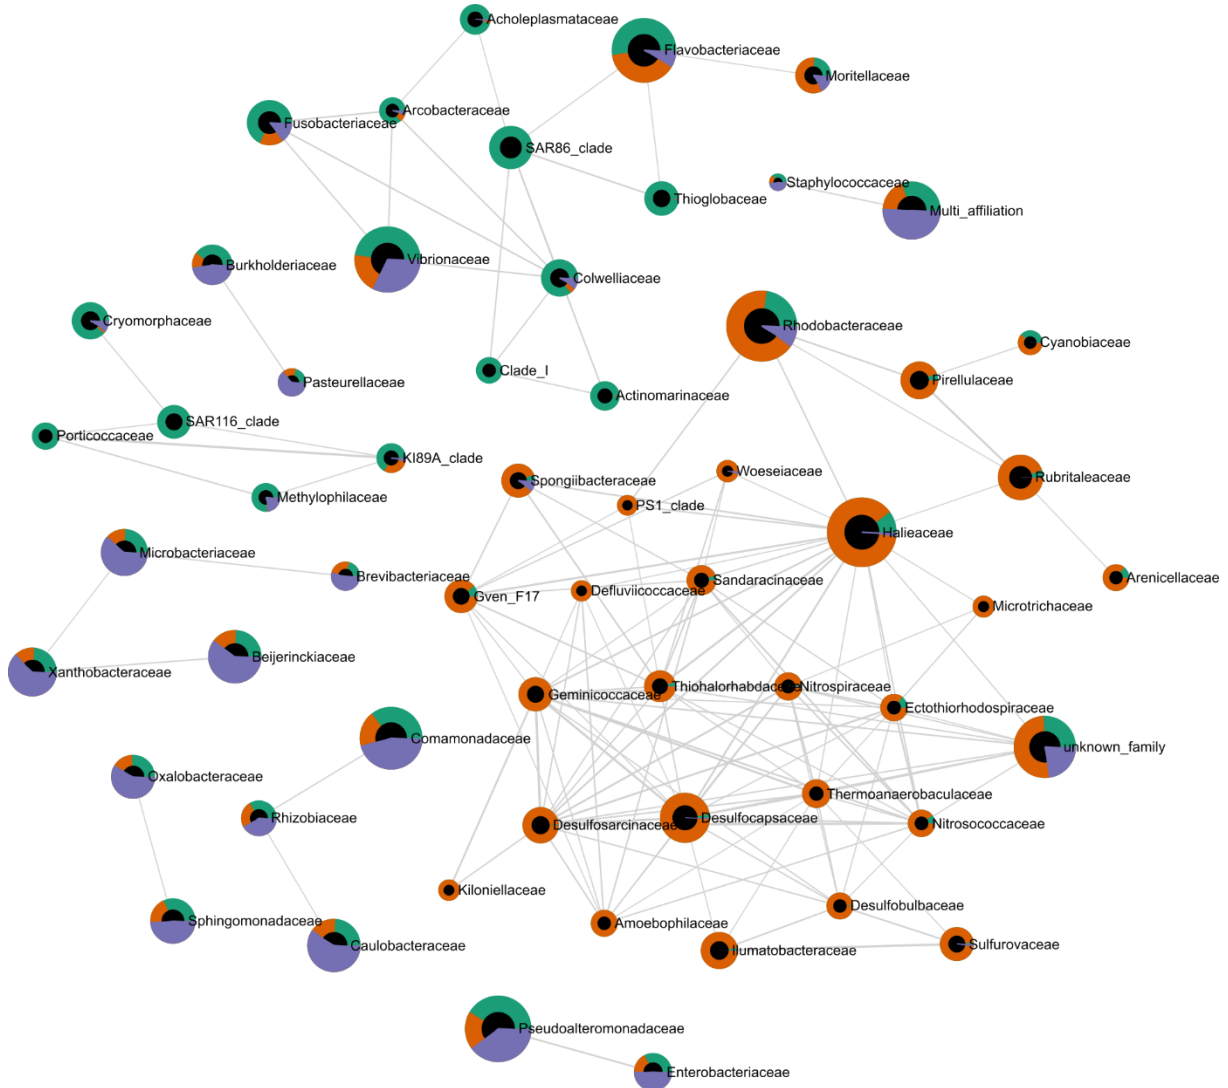 Acholeplasmataceae
Flavobacteriaceae
Moritellaceae
Arcobacteraceae
Fusobacteriaceae
SAR86_clade
Staphylococcaceae
Thioglobaceae
Multi_affiliation
Vibrionaceae
Burkholderiaceae
Colwelliaceae
Cryomorphaceae
Rhodobacteraceae
Cyanobiaceae
Clade_I
Pirellulaceae
Pasteurellaceae
Actinomarinaceae
SAR116_clade
Porticoccaceae
KI89A_clade
Woeseiaceae
Spongiibacteraceae
Rubritaleaceae
Methylophilaceae
PS1_clade
Halieaceae
Microbacteriaceae
Brevibacteriaceae
Sandaracinaceae
Arenicellaceae
Defluviicoccaceae
Gven_F17
Microtrichaceae
Beijerinckiaceae
Xanthobacteraceae
Thiohalorhabdaceae
Nitrospiraceae
Geminicoccaceae
Ectothiorhodospiraceae
Comamonadaceae
unknown_family
Oxalobacteraceae
Thermoanaerobaculaceae
Rhizobiaceae
Desulfocapsaceae
Desulfosarcinaceae
Nitrosococcaceae
Kiloniellaceae
Desulfobulbaceae
Sphingomonadaceae
Amoebophilaceae
Caulobacteraceae
Ilumatobacteraceae
Sulfurovaceae
Pseudoalteromonadaceae
Enterobacteriaceae